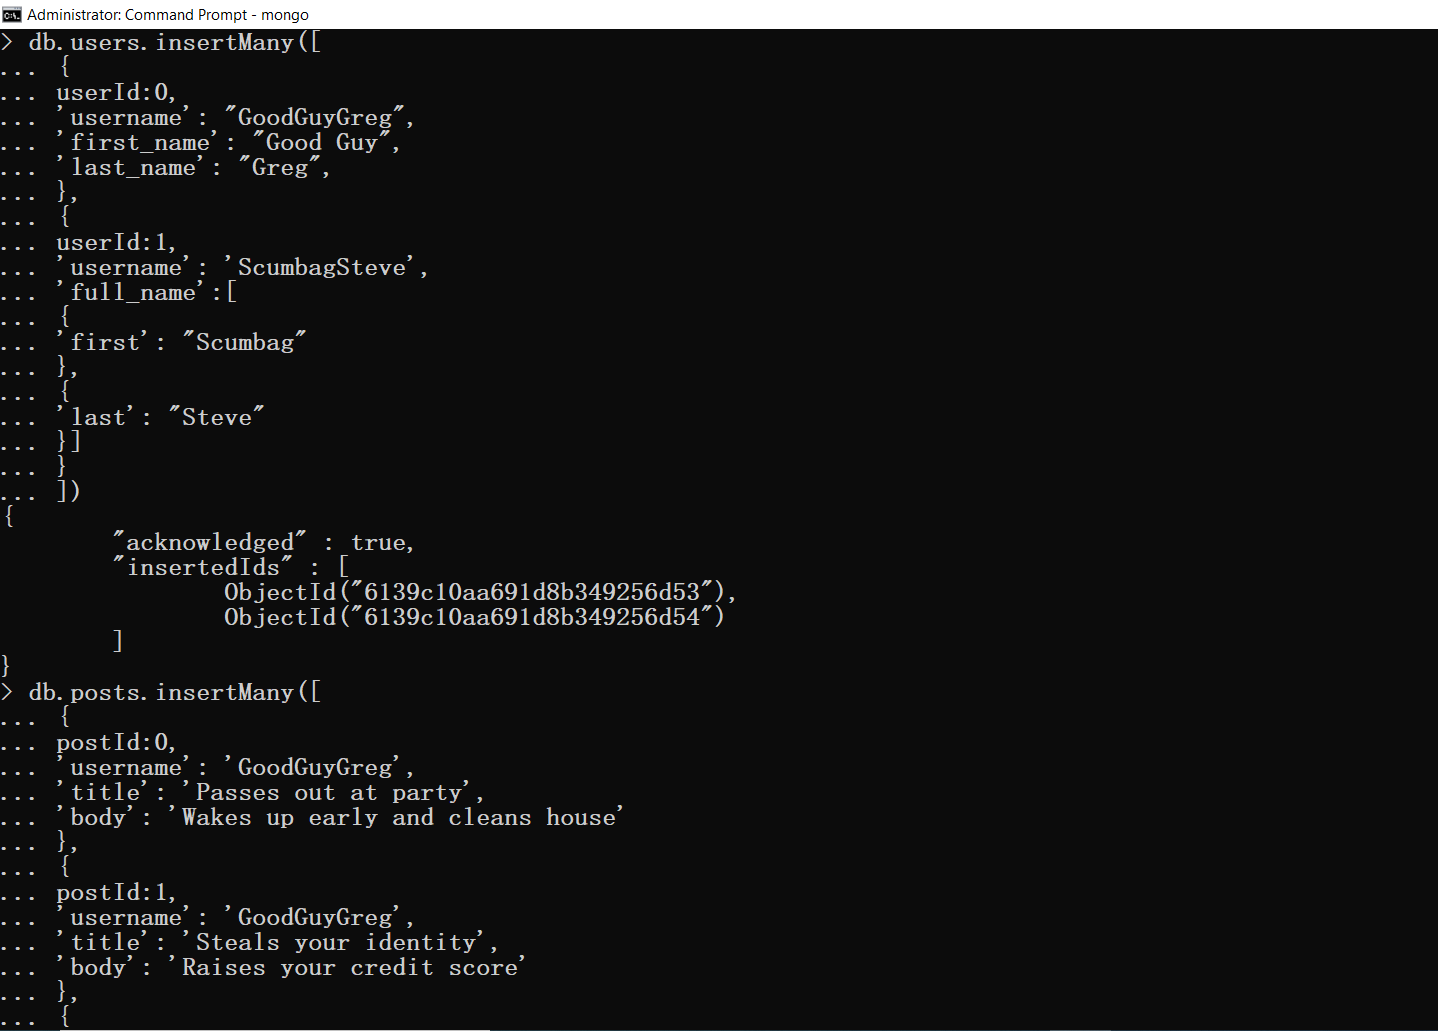 Administrator: Command Prompt - mongo
> db.users.insertMany([
... {
... userId:0,
... 'username': "GoodGuyGreg",
... 'first_name': "Good Guy",
... 'last_name': "Greg",
... },
... {
... userId:1,
... 'username': 'ScumbagSteve',
... 'full_name':[
... {
... 'first': "Scumbag"
... },
... {
... 'last': "Steve"
... }]
... }
... ])
{
"acknowledged" : true,
"insertedIds" : [
ObjectId("6139c10aa691d8b349256d53"),
ObjectId("6139c10aa691d8b349256d54")
]
}
> db.posts.insertMany([
... {
... postId:0,
... 'username': 'GoodGuyGreg',
... 'title': 'Passes out at party',
... 'body': 'Wakes up early and cleans house'
... },
... {
... postId:1,
... 'username': 'GoodGuyGreg',
... 'title': 'Steals your identity',
... 'body': 'Raises your credit score'
... },
... {